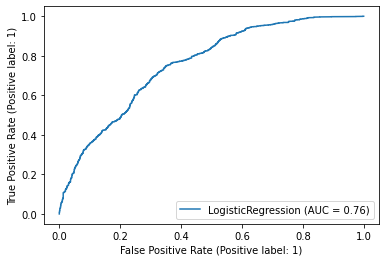 1.0
0.8
0.6
0.4
0.2
0.0
True Positive Rate (Positive label: 1)
LogisticRegression (AUC = 0.76)
0.0 0.2 0.4 0.6 0.8 1.0
False Positive Rate (Positive label: 1)